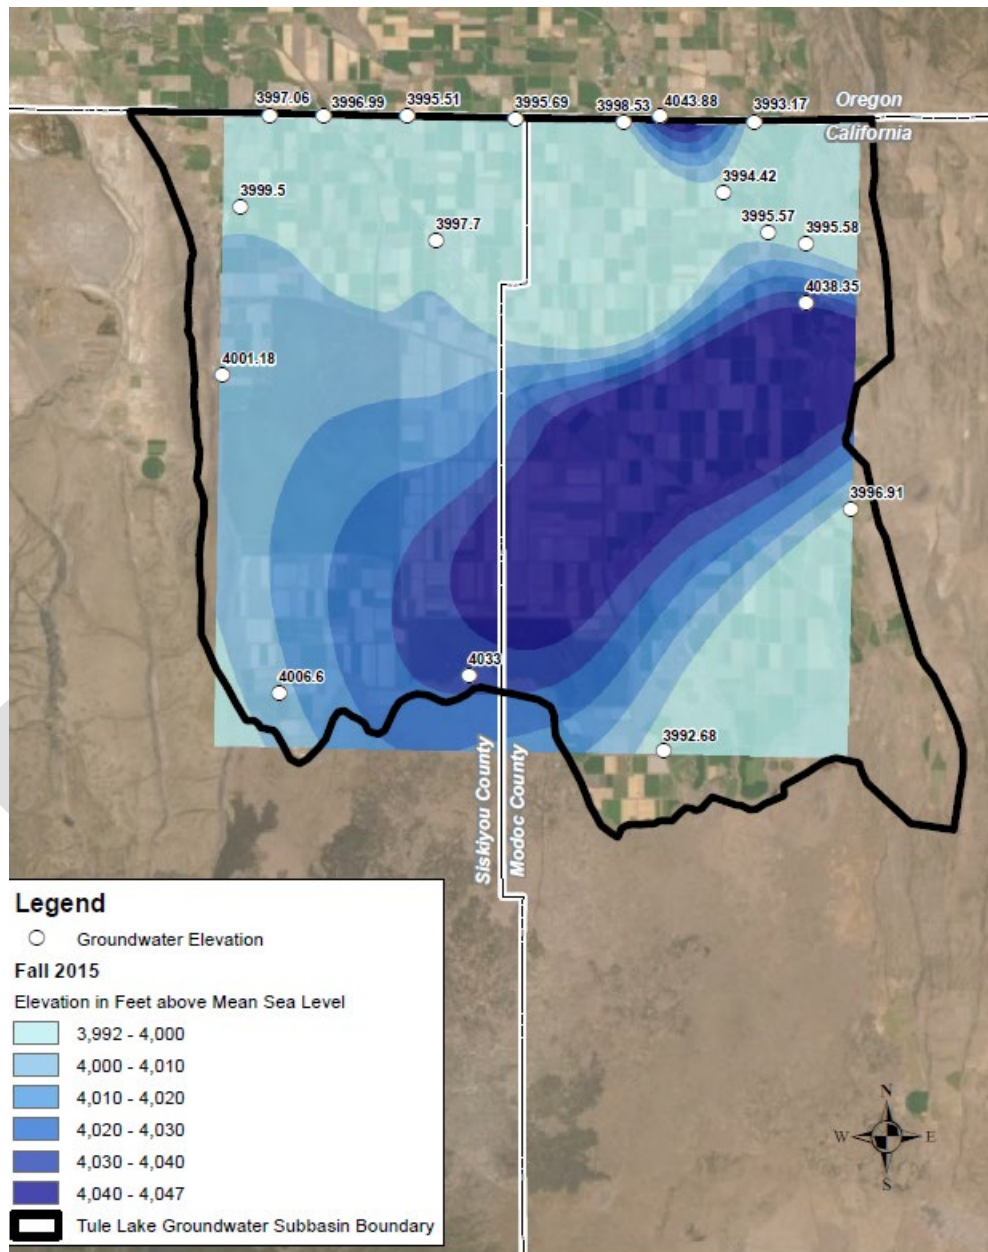 3997.06
3996.99
3995.51
3995.69
3998.53
4043.88
3993.17
Oregon
California
3999.5
3997.7
3994.42
3995.57
3995.58
4038.35
4001.18
3996.91
4006.6
4033
3992.68
Siskiyou County
Modoc County
Legend
Groundwater Elevation
Fall 2015
Elevation in Feet above Mean Sea Level
3,992 - 4,000
4,000 - 4,010
4,010 - 4,020
4,020 - 4,030
4,030 - 4,040
4,040 - 4,047
Tule Lake Groundwater Subbasin Boundary
N
W
E
S